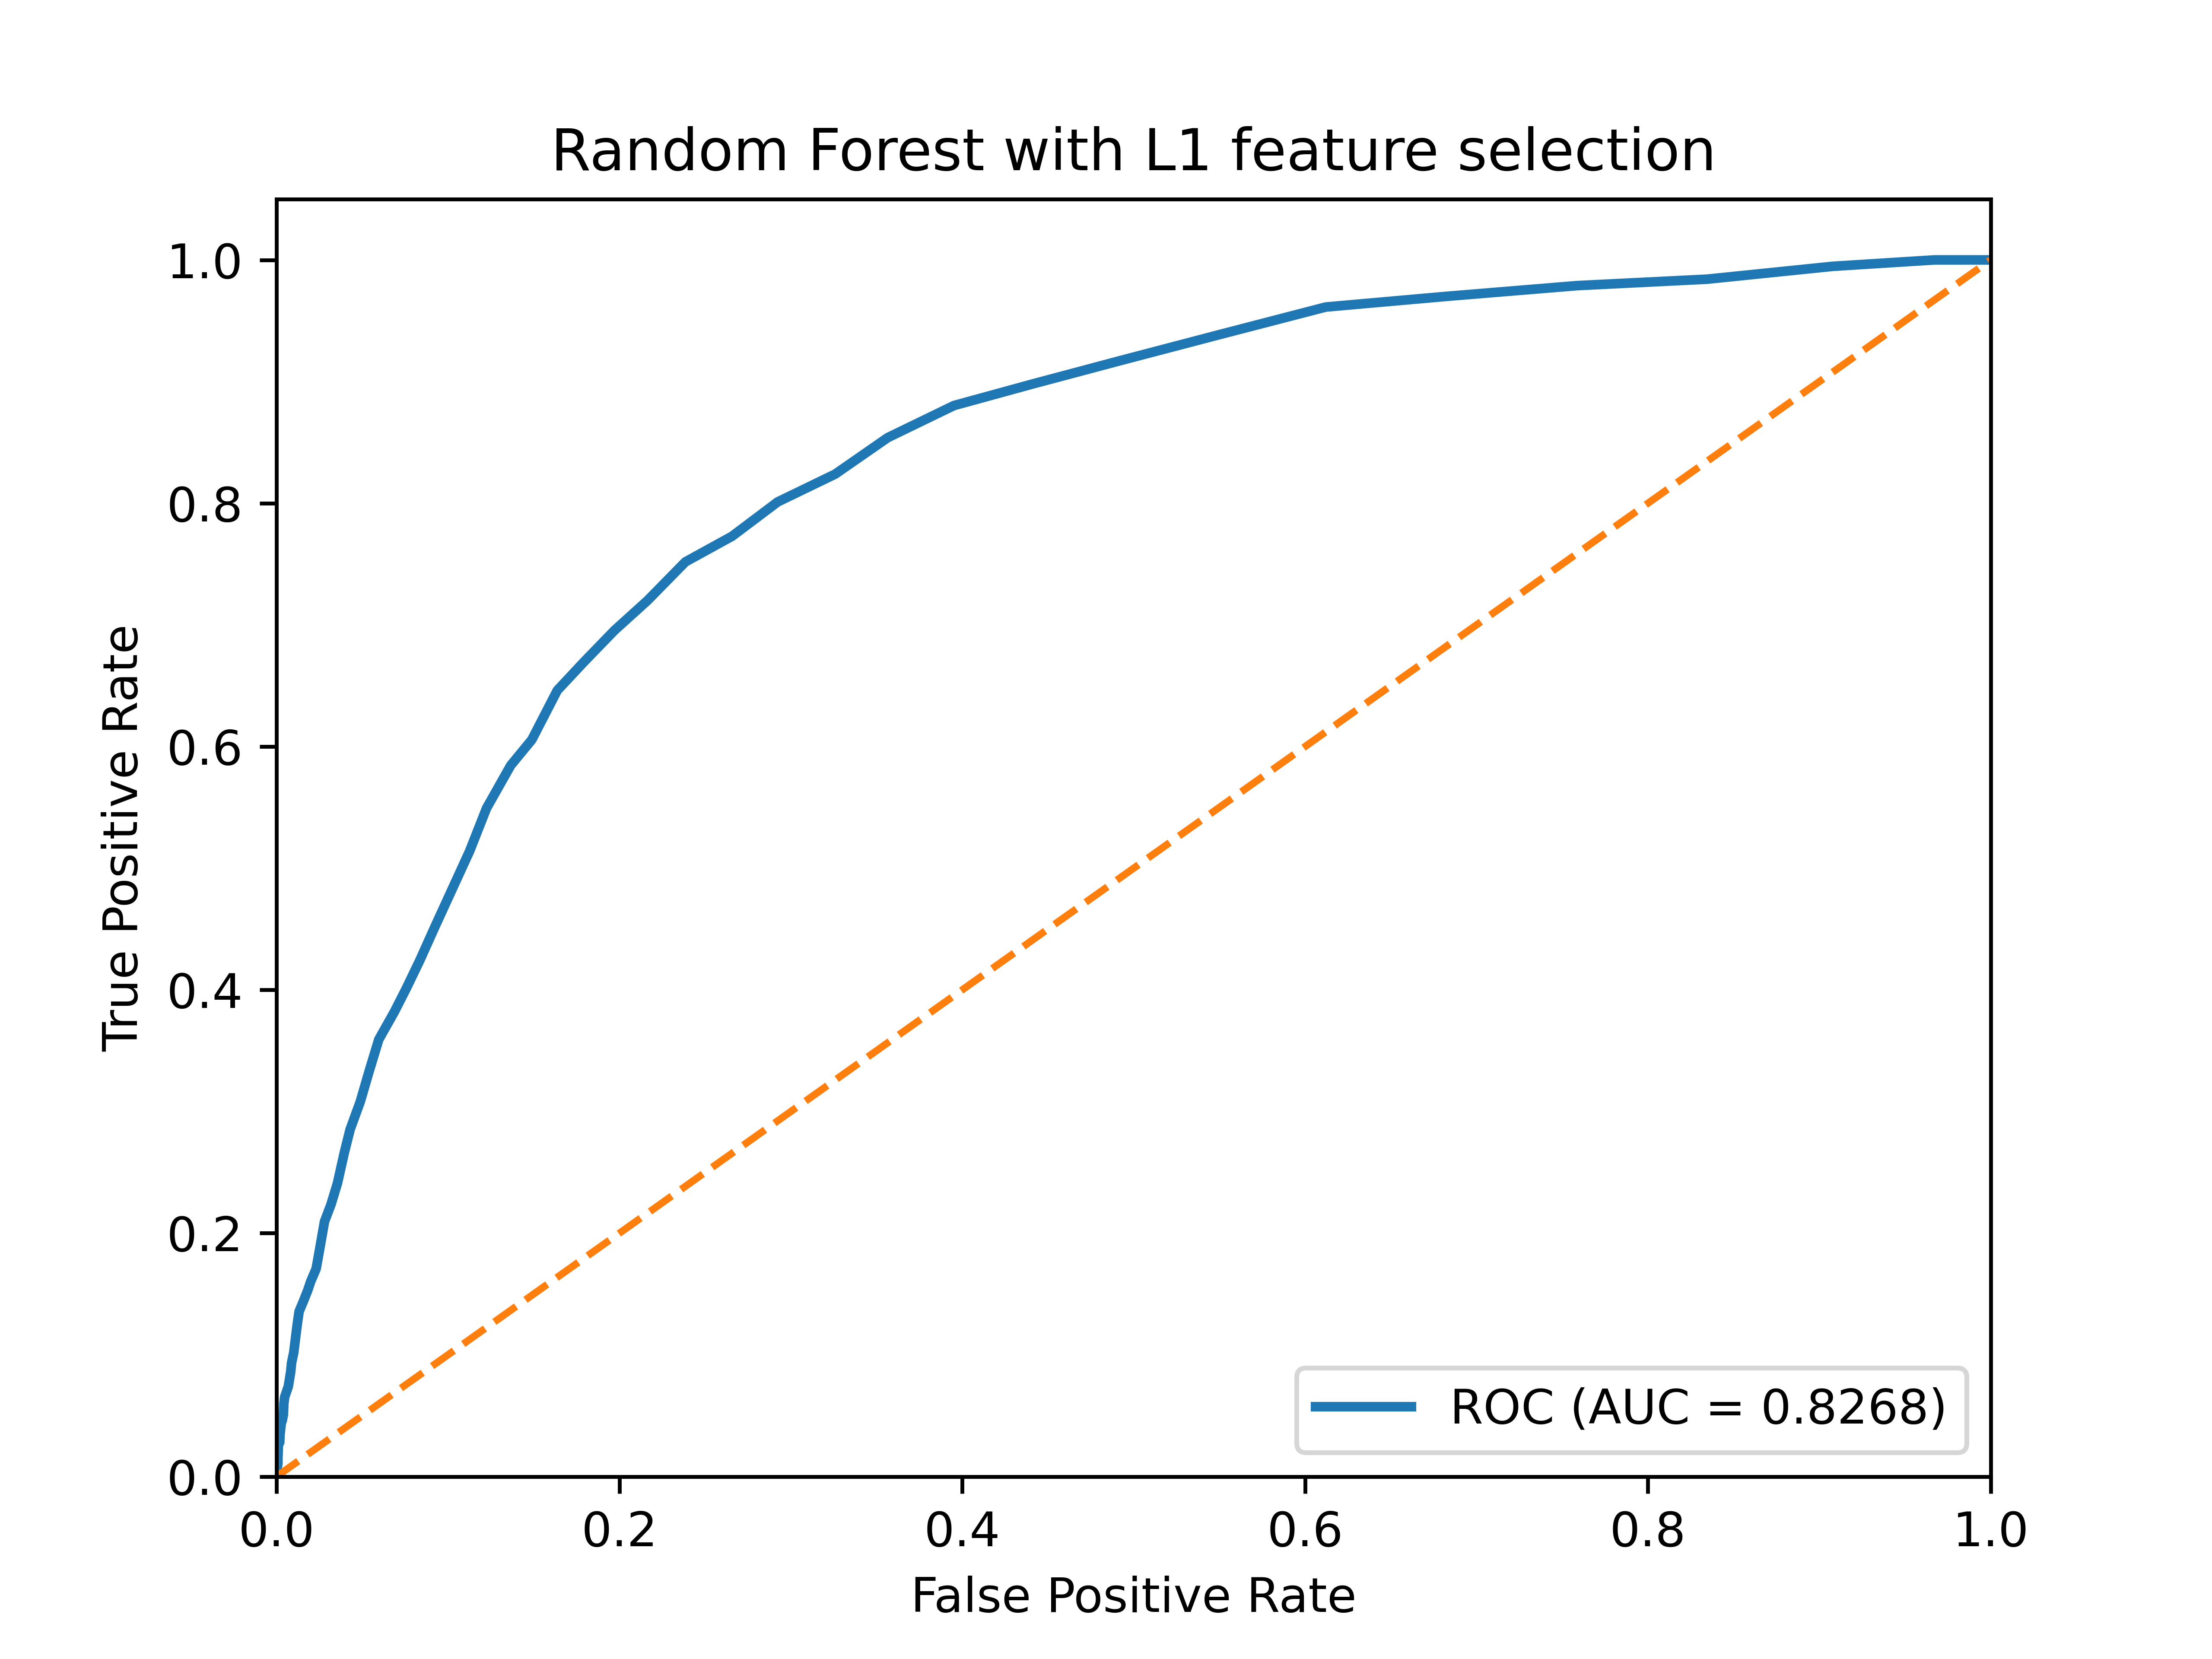 Random Forest with L1 feature selection
1.0
0.8
0.6
0.4
0.2
0.0
True Positive Rate
ROC (AUC = 0.8268)
0.0 0.2 0.4 0.6 0.8 1.0
False Positive Rate